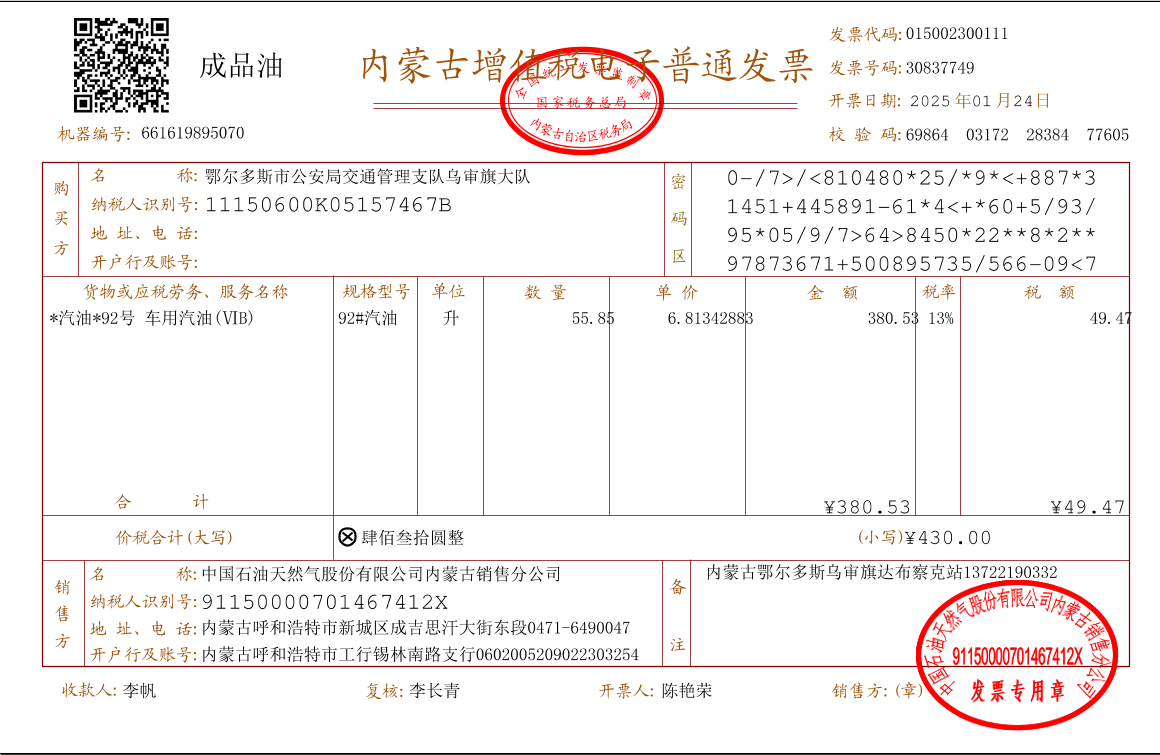 成品油
内蒙古增值税电子普通发票
全国统一发票监制章
国家税务总局
内蒙古自治区税务局
发票代码:015002300111
发票号码:30837749
开票日期: 2025年01月24日
校 验 码:69864 03172 28384 77605
机器编号: 661619895070
购买方
名 称: 鄂尔多斯市公安局交通管理支队乌审旗大队
纳税人识别号: 11150600K05157467B
地 址、电 话:
开户行及账号:
密码区
0-/7>/<810480*25/*9*<+887*3
1451+445891-61*4<+*60+5/93/
95*05/9/7>64>8450*22**8*2**
97873671+500895735/566-09<7
货物或应税劳务、服务名称 规格型号 单位 数 量 单 价 金 额 税率 税 额
*汽油*92号 车用汽油(VIB) 92#汽油 升 55.85 6.81342883 380.53 13% 49.47
合 计 ¥380.53 ¥49.47
价税合计(大写) ⊗肆佰叁拾圆整 (小写)¥430.00
销售方
名 称: 中国石油天然气股份有限公司内蒙古销售分公司
纳税人识别号: 91150000701467412X
地 址、电 话: 内蒙古呼和浩特市新城区成吉思汗大街东段0471-6490047
开户行及账号: 内蒙古呼和浩特市工行锡林南路支行0602005209022303254
备注
内蒙古鄂尔多斯乌审旗达布察克站13722190332
中国石油天然气股份有限公司内蒙古销售分公司
91150000701467412X
发票专用章
收款人: 李帆 复核: 李长青 开票人: 陈艳荣 销售方: (章)